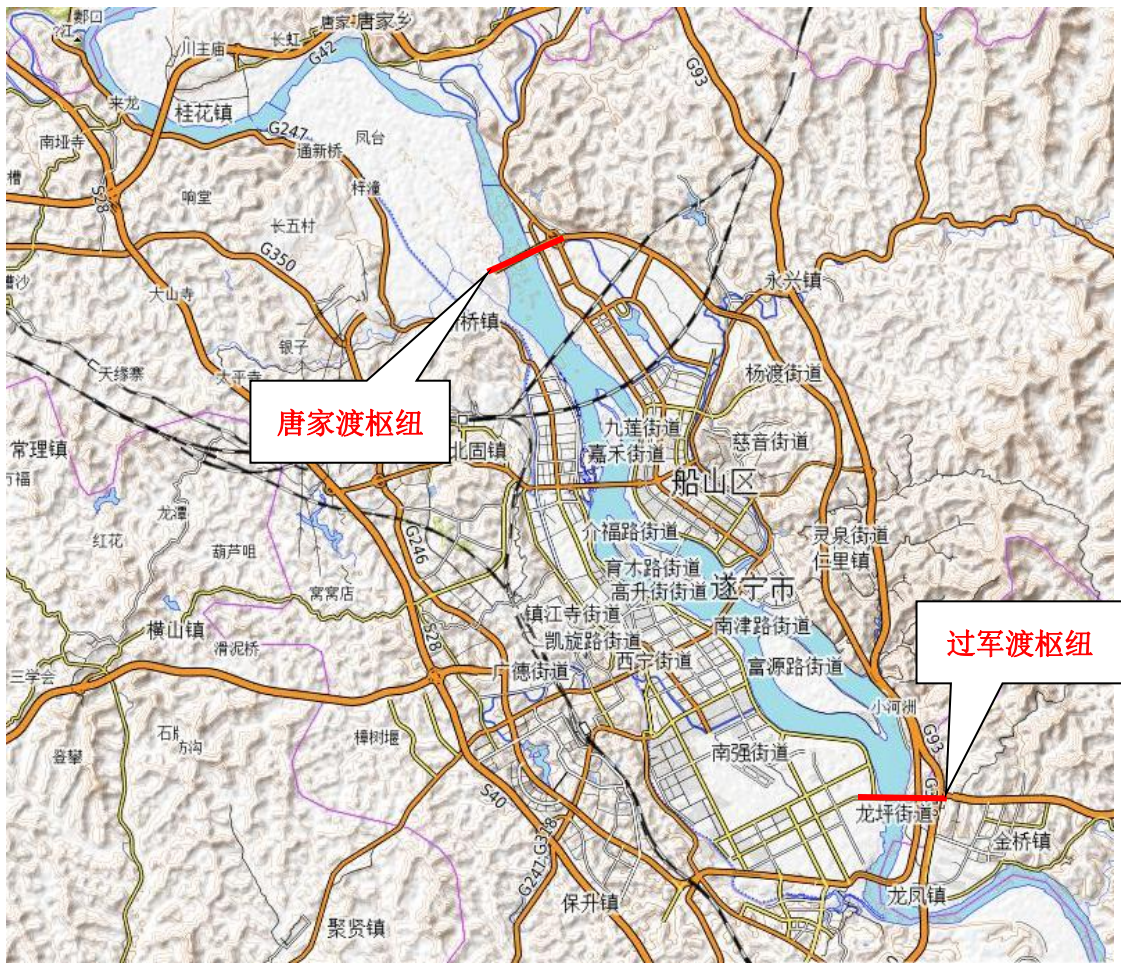 郪口
唐家
唐家乡
长虹
川主庙
G42
G93
来龙
桂花镇
G247
凤台
南垭寺
通新桥
槽
梓潼
S28
响堂
长五村
G350
永兴镇
大山寺
桥镇
银子
天缘寨
太平寺
杨渡街道
唐家渡枢纽
九莲街道
慈音街道
常理镇
北固镇
嘉禾街道
船山区
龙潭
介福路街道
灵泉街道
红花
G246
葫芦咀
仁里镇
育才路街道
遂宁市
高升街街道
窝窝店
镇江寺街道
横山镇
S28
南津路街道
凯旋路街道
过军渡枢纽
滑泥桥
西宁街道
三学会
广德街道
富源路街道
小河洲
石
沟
樟树堰
G93
登攀
南强街道
S40
龙坪街道
G247;G318
金桥镇
保升镇
龙凤镇
聚贤镇